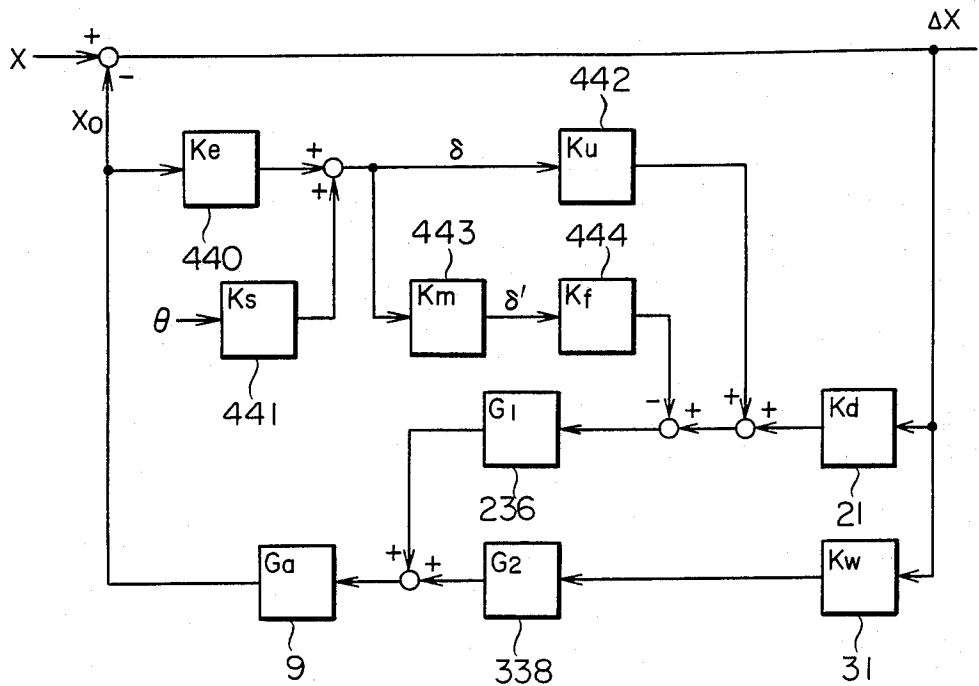 ΔX
+
X
-
442
Xo
Ke
+
δ
Ku
+
440
443
444
Ks
Km
δ'
Kf
θ
441
G1
-
+
+
+
Kd
236
21
Ga
+
+
G2
Kw
9
338
31